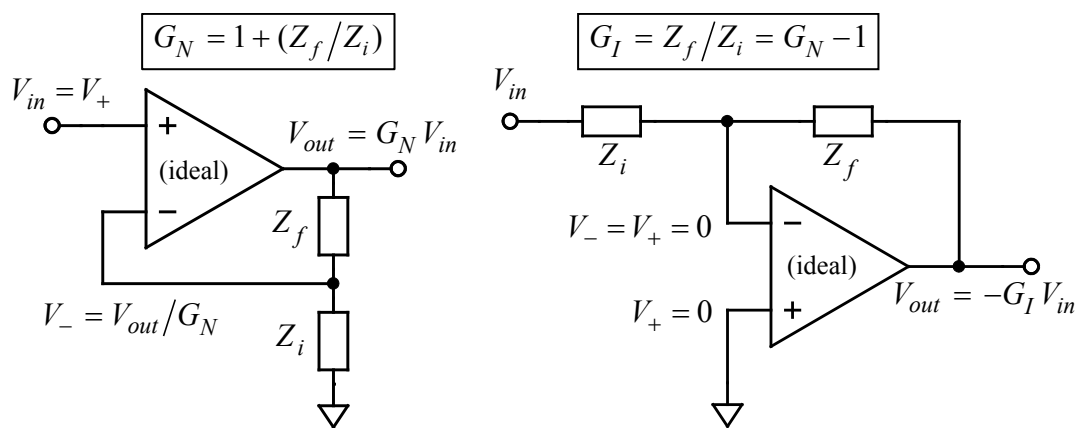 G_N = 1 + (Z_f/Z_i)
V_in = V_+
+
(ideal)
−
V_out = G_N V_in
Z_f
V_− = V_out/G_N
Z_i
G_I = Z_f/Z_i = G_N − 1
V_in
Z_i
Z_f
V_− = V_+ = 0
−
(ideal)
V_+ = 0
+
V_out = −G_I V_in